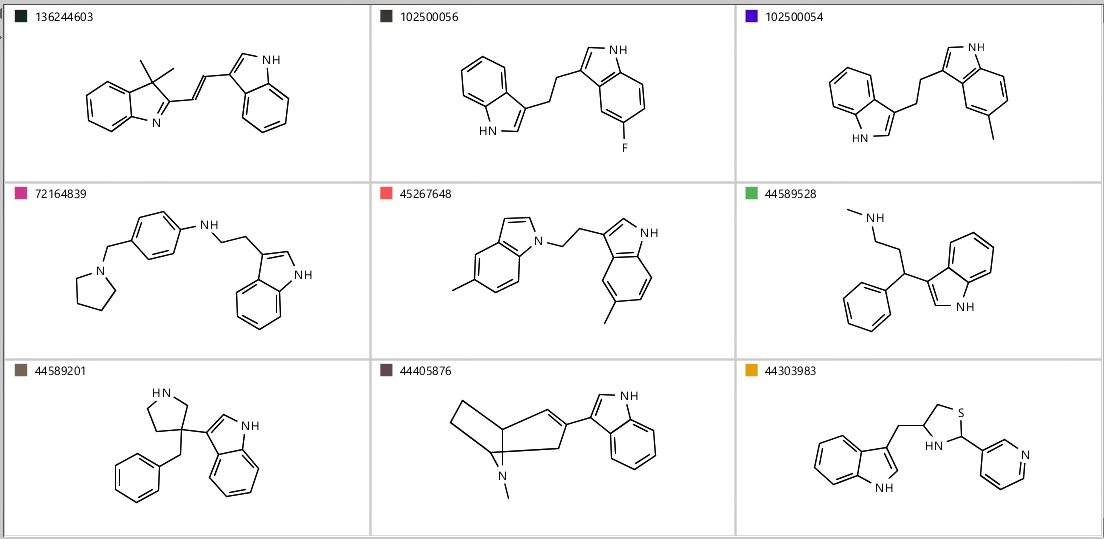 136244603
102500056
102500054
NH
N
NH
HN
F
NH
HN
72164839
45267648
44589528
NH
N
NH
N
NH
NH
NH
44589201
44405876
44303983
HN
NH
NH
N
S
HN
N
NH